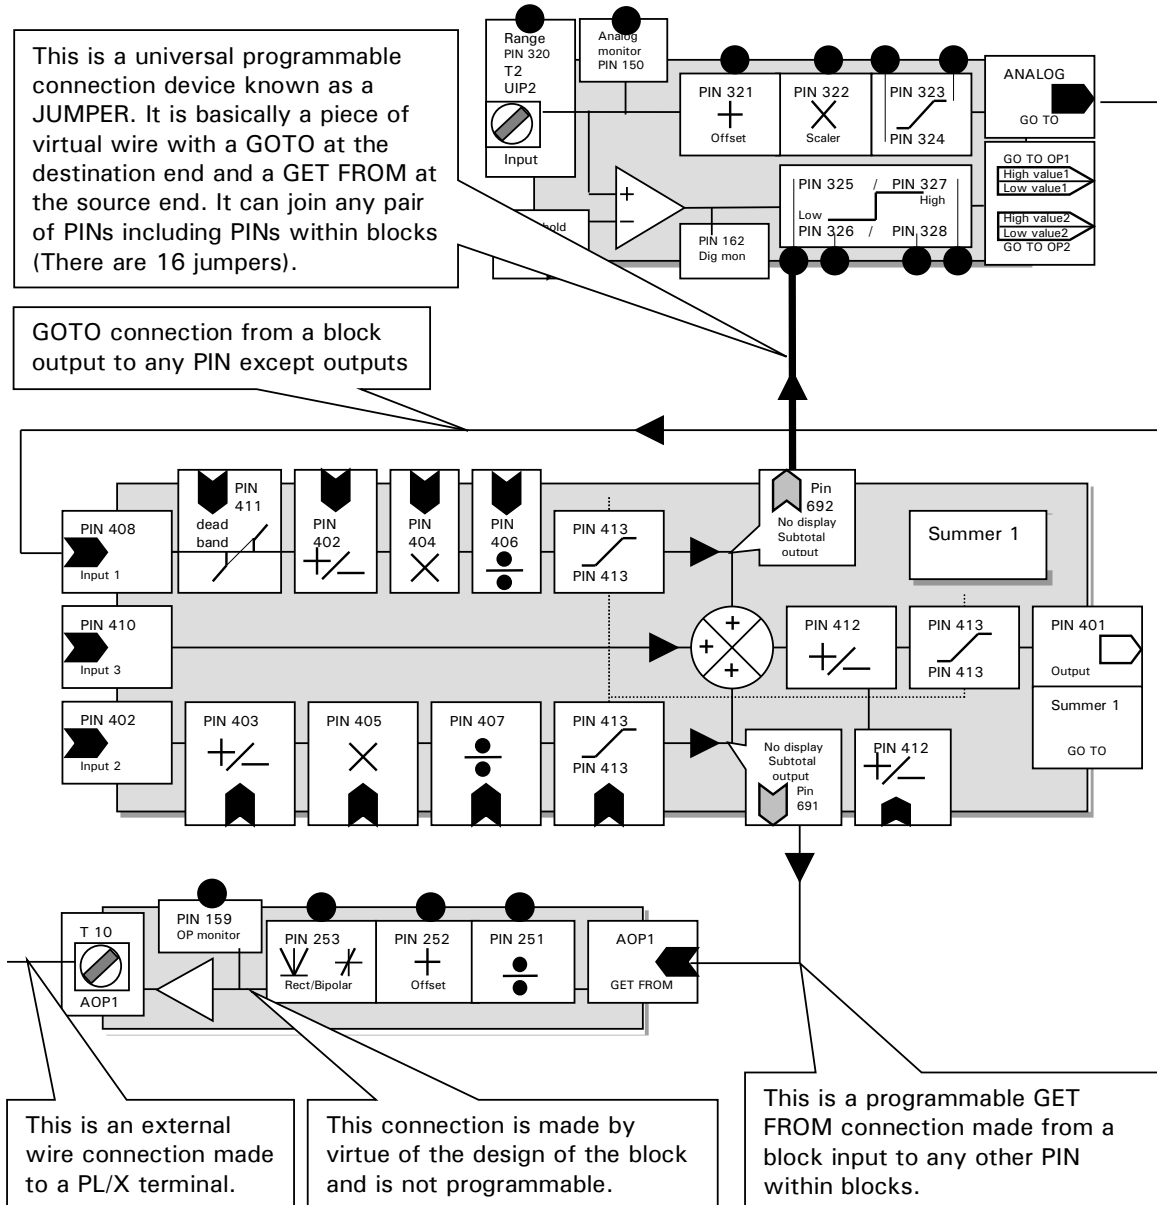 This is a universal programmable
connection device known as a
JUMPER. It is basically a piece of
virtual wire with a GOTO at the
destination end and a GET FROM at
the source end. It can join any pair
of PINs including PINs within blocks
(There are 16 jumpers).
Range
PIN 320
T2
UIP2
Input
Analog
monitor
PIN 150
PIN 321
Offset
PIN 322
Scaler
PIN 323
PIN 324
ANALOG
GO TO
hold
PIN 162
Dig mon
PIN 325 / PIN 327
Low
High
PIN 326 / PIN 328
GO TO OP1
High value1
Low value1
High value2
Low value2
GO TO OP2
GOTO connection from a block
output to any PIN except outputs
PIN 408
Input 1
PIN
411
dead
band
PIN
402
PIN
404
PIN
406
PIN 413
PIN 413
Pin
692
No display
Subtotal
output
Summer 1
PIN 410
Input 3
PIN 412
PIN 413
PIN 413
PIN 401
Output
Summer 1
GO TO
PIN 402
Input 2
PIN 403
PIN 405
PIN 407
PIN 413
PIN 413
No display
Subtotal
output
Pin
691
PIN 412
T 10
AOP1
PIN 159
OP monitor
PIN 253
Rect/Bipolar
PIN 252
Offset
PIN 251
AOP1
GET FROM
This is an external
wire connection made
to a PL/X terminal.
This connection is made by
virtue of the design of the block
and is not programmable.
This is a programmable GET
FROM connection made from a
block input to any other PIN
within blocks.